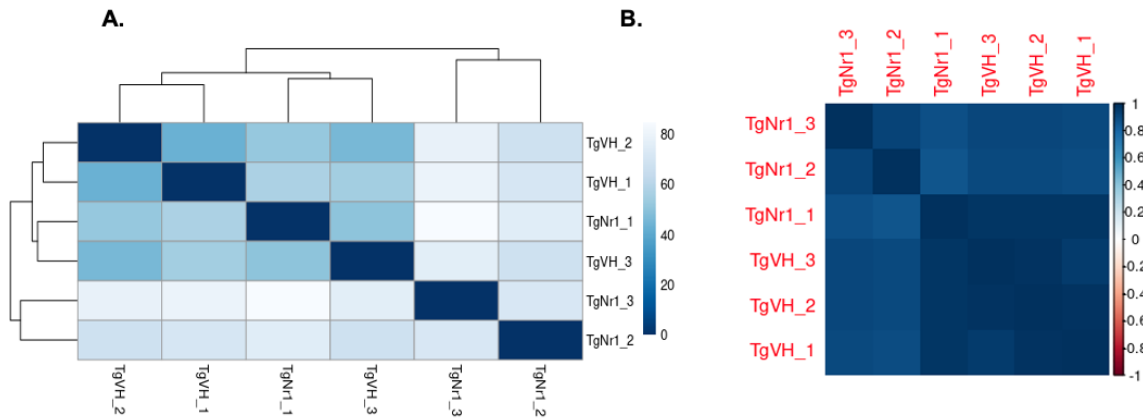 A.
TgVH_2
TgVH_1
TgNr1_1
TgVH_3
TgNr1_3
TgNr1_2
80
60
40
20
0
TgVH_2
TgVH_1
TgNr1_1
TgVH_3
TgNr1_3
TgNr1_2
B.
TgNr1_3
TgNr1_2
TgNr1_1
TgVH_3
TgVH_2
TgVH_1
TgNr1_3
TgNr1_2
TgNr1_1
TgVH_3
TgVH_2
TgVH_1
1
0.8
0.6
0.4
0.2
0
-0.2
-0.4
-0.6
-0.8
-1